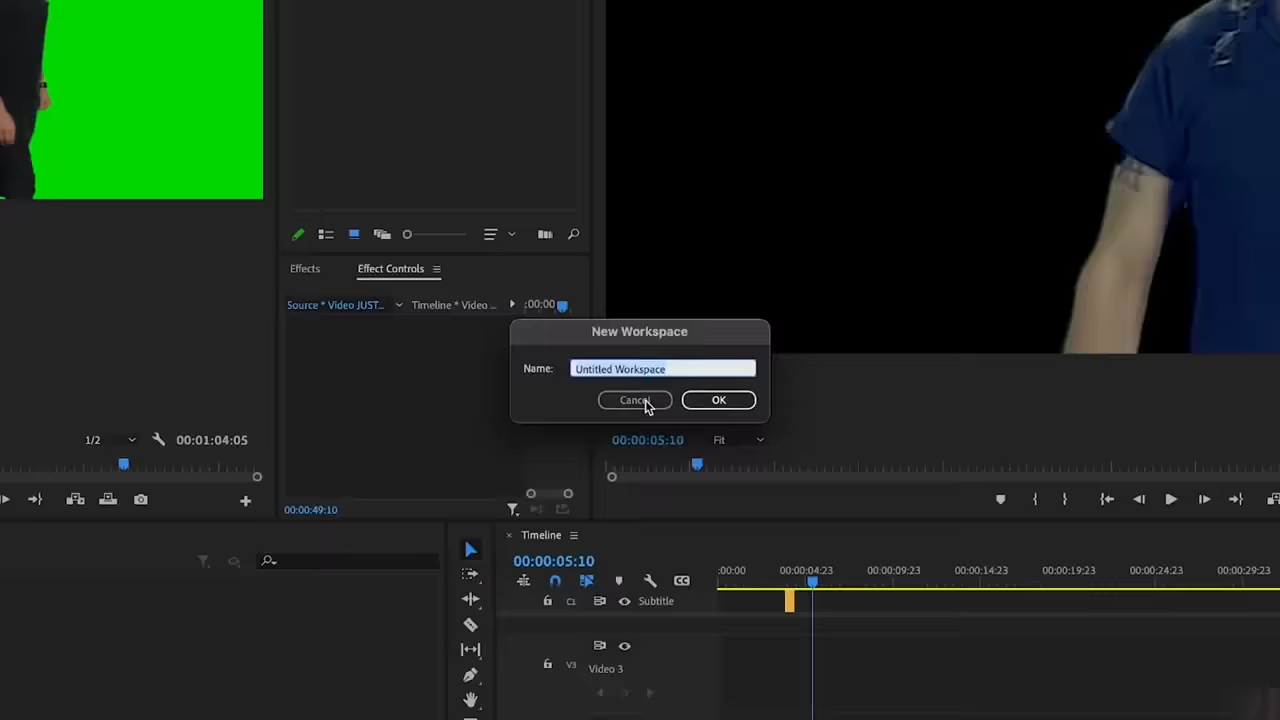 Effects
Effect Controls
Source * Video JUST...
Timeline * Video ...
;00;00
New Workspace
Name:
Untitled Workspace
Cancel
OK
1/2
00:01:04:05
00:00:05:10
Fit
00:00:49:10
Timeline
00:00:05:10
:00:00
00:00:04:23
00:00:09:23
00:00:14:23
00:00:19:23
00:00:24:23
00:00:29:23
CC
C1
Subtitle
V3
Video 3